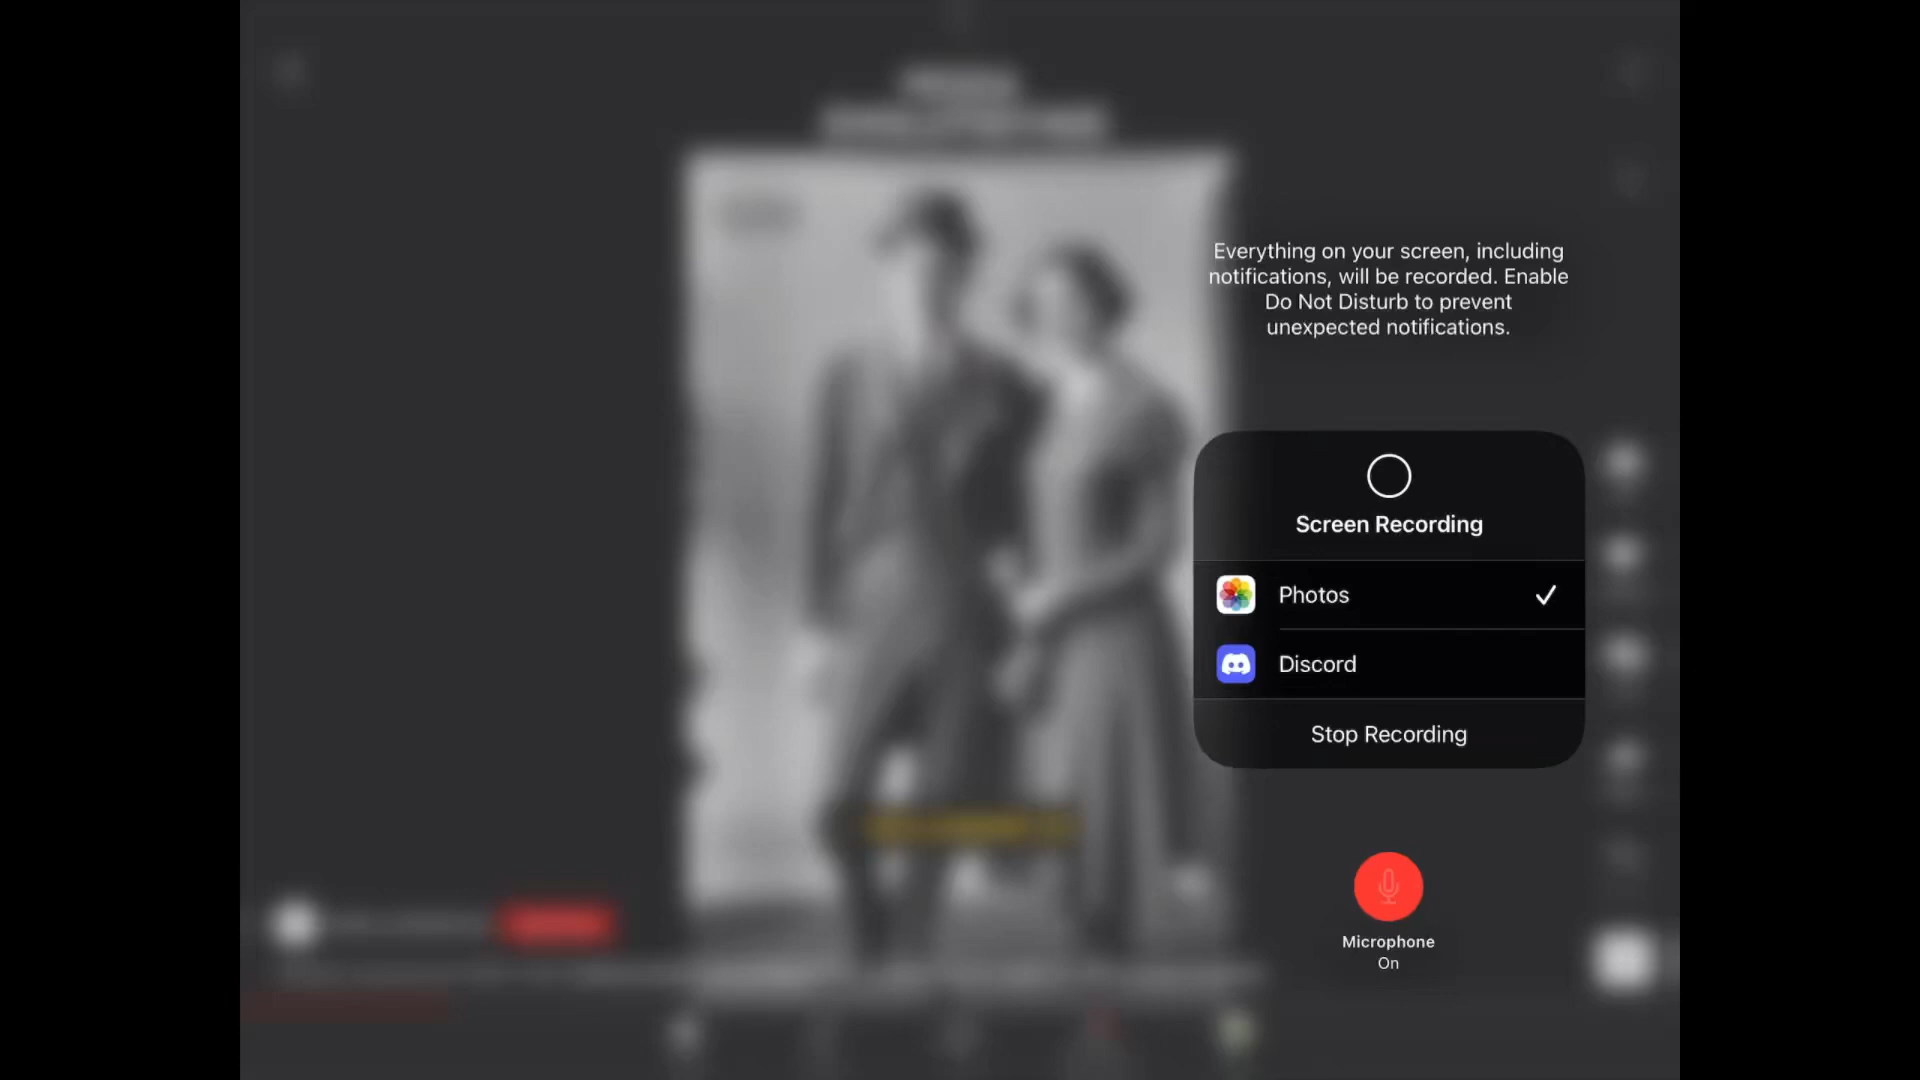 Everything on your screen, including
notifications, will be recorded. Enable
Do Not Disturb to prevent
unexpected notifications.
Screen Recording
Photos
Discord
Stop Recording
Microphone
On